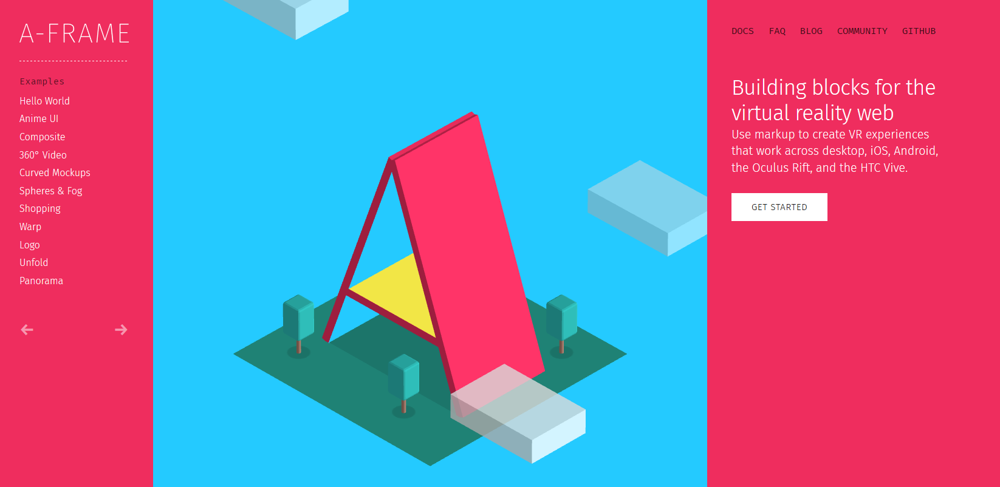 A-FRAME
Examples
Hello World
Anime UI
Composite
360° Video
Curved Mockups
Spheres & Fog
Shopping
Warp
Logo
Unfold
Panorama
DOCS FAQ BLOG COMMUNITY GITHUB
Building blocks for the
virtual reality web
Use markup to create VR experiences
that work across desktop, iOS, Android,
the Oculus Rift, and the HTC Vive.
GET STARTED